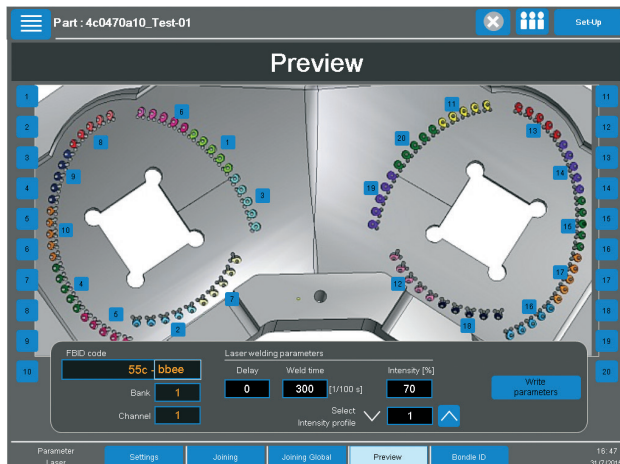 Part : 4c0470a10_Test-01
Set-Up
Preview
1
2
3
4
5
6
7
8
9
10
11
12
13
14
14
15
16
17
18
19
20
6
1
8
3
9
10
4
5
2
7
11
20
13
14
19
15
17
12
16
18
FBID code
55c - bbee
Bank 1
Channel 1
Laser welding parameters
Delay Weld time Intensity [%]
0 300 [1/100 s] 70
Select
Intensity profile 1
Write
parameters
Parameter
Laser
Settings
Joining
Joining Global
Preview
Bondle ID
16: 47